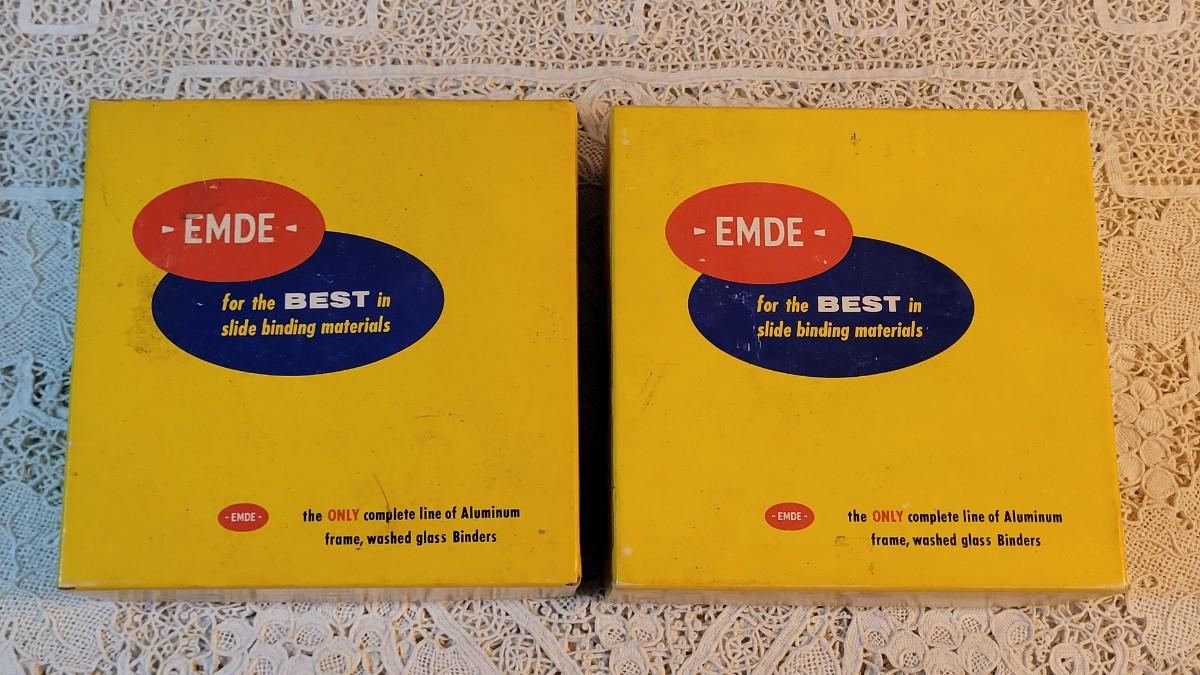 EMDE
for the BEST in
slide binding materials
- EMDE -
the ONLY complete line of Aluminum
frame, washed glass Binders
EMDE
for the BEST in
slide binding materials
- EMDE -
the ONLY complete line of Aluminum
frame, washed glass Binders